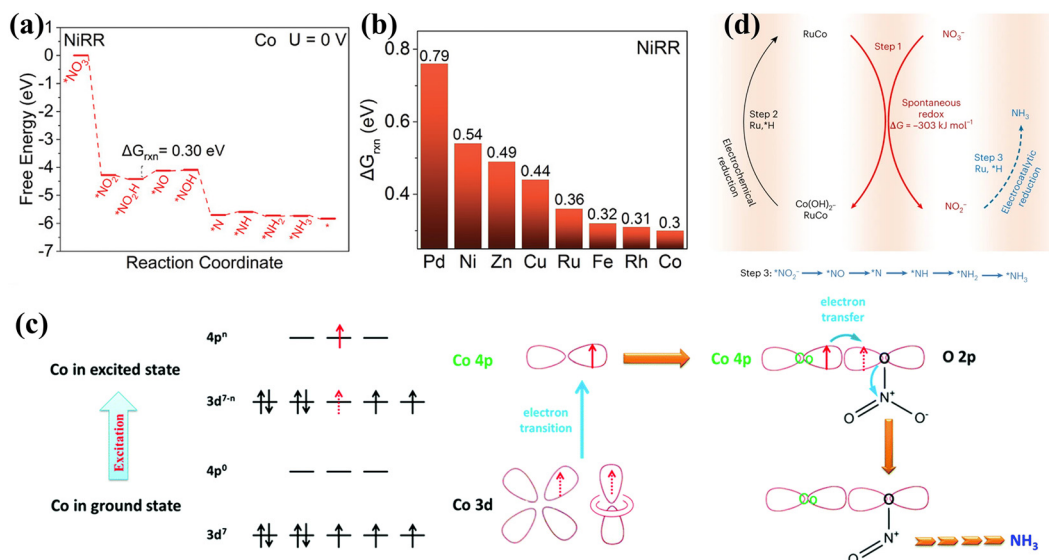 (a)
NiRR
Co U = 0 V
Free Energy (eV)
0
-1
-2
-3
-4
-5
-6
-7
*NO₃
*NO₂
*NO₂H
ΔG_rxn = 0.30 eV
*NO
*NOH
*N
*NH
*NH₂
*NH₃
*
Reaction Coordinate
(b)
NiRR
ΔG_rxn (eV)
0.8
0.6
0.4
0.79
0.54
0.49
0.44
0.36
0.32
0.31
0.3
Pd Ni Zn Cu Ru Fe Rh Co
(d)
RuCo
Step 1
NO₃⁻
Step 2
Ru,*H
Electrochemical
reduction
Spontaneous
redox
ΔG = –303 kJ mol⁻¹
NH₃
Step 3
Ru, *H
Electrocatalytic
reduction
Co(OH)₂–
RuCo
NO₂⁻
Step 3: *NO₂⁻ → *NO → *N → *NH → *NH₂ → *NH₃
(c)
4pⁿ
Co in excited state
3d⁷⁻ⁿ
Excitation
4p⁰
Co in ground state
3d⁷
Co 4p
electron
transition
Co 3d
electron
transfer
Co 4p
Co
O
O 2p
N⁺
O
O⁻
Co
O
N⁺
O
NH₃